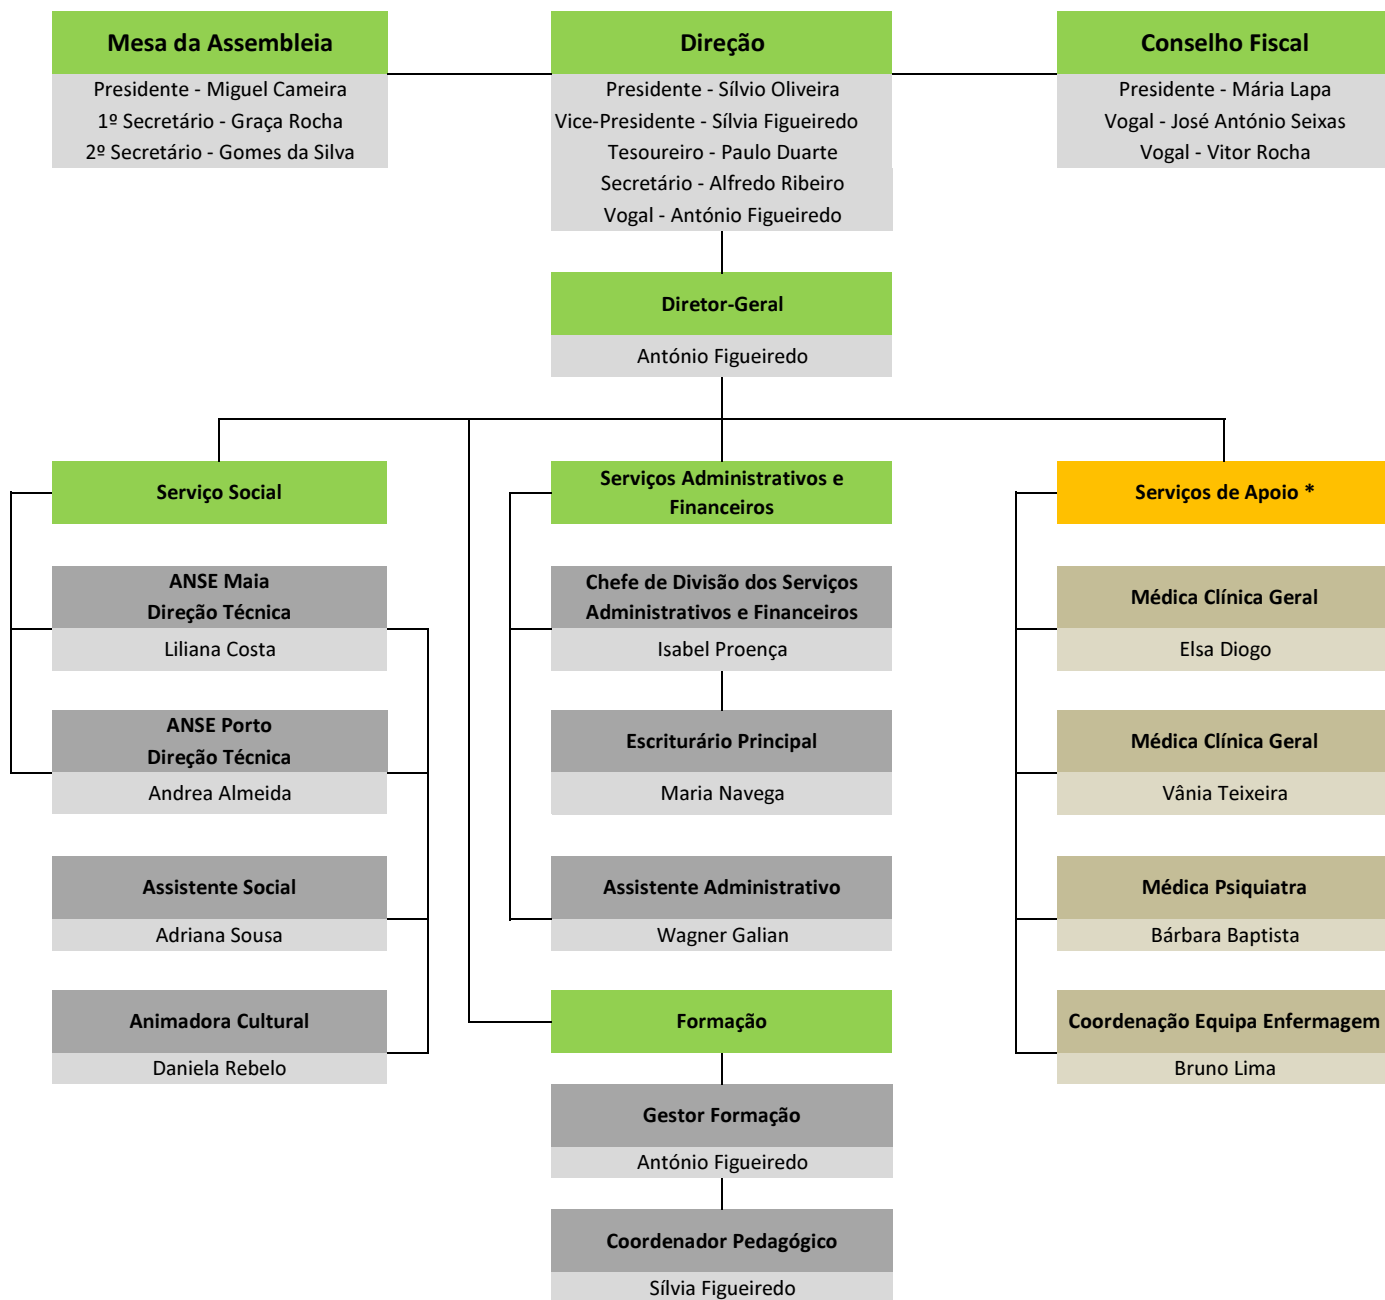 Mesa da Assembleia
Presidente - Miguel Cameira
1º Secretário - Graça Rocha
2º Secretário - Gomes da Silva
Direção
Presidente - Sílvio Oliveira
Vice-Presidente - Sílvia Figueiredo
Tesoureiro - Paulo Duarte
Secretário - Alfredo Ribeiro
Vogal - António Figueiredo
Conselho Fiscal
Presidente - Mária Lapa
Vogal - José António Seixas
Vogal - Vitor Rocha
Diretor-Geral
António Figueiredo
Serviço Social
ANSE Maia
Direção Técnica
Liliana Costa
ANSE Porto
Direção Técnica
Andrea Almeida
Assistente Social
Adriana Sousa
Animadora Cultural
Daniela Rebelo
Serviços Administrativos e
Financeiros
Chefe de Divisão dos Serviços
Administrativos e Financeiros
Isabel Proença
Escriturário Principal
Maria Navega
Assistente Administrativo
Wagner Galian
Formação
Gestor Formação
António Figueiredo
Coordenador Pedagógico
Sílvia Figueiredo
Serviços de Apoio *
Médica Clínica Geral
Elsa Diogo
Médica Clínica Geral
Vânia Teixeira
Médica Psiquiatra
Bárbara Baptista
Coordenação Equipa Enfermagem
Bruno Lima